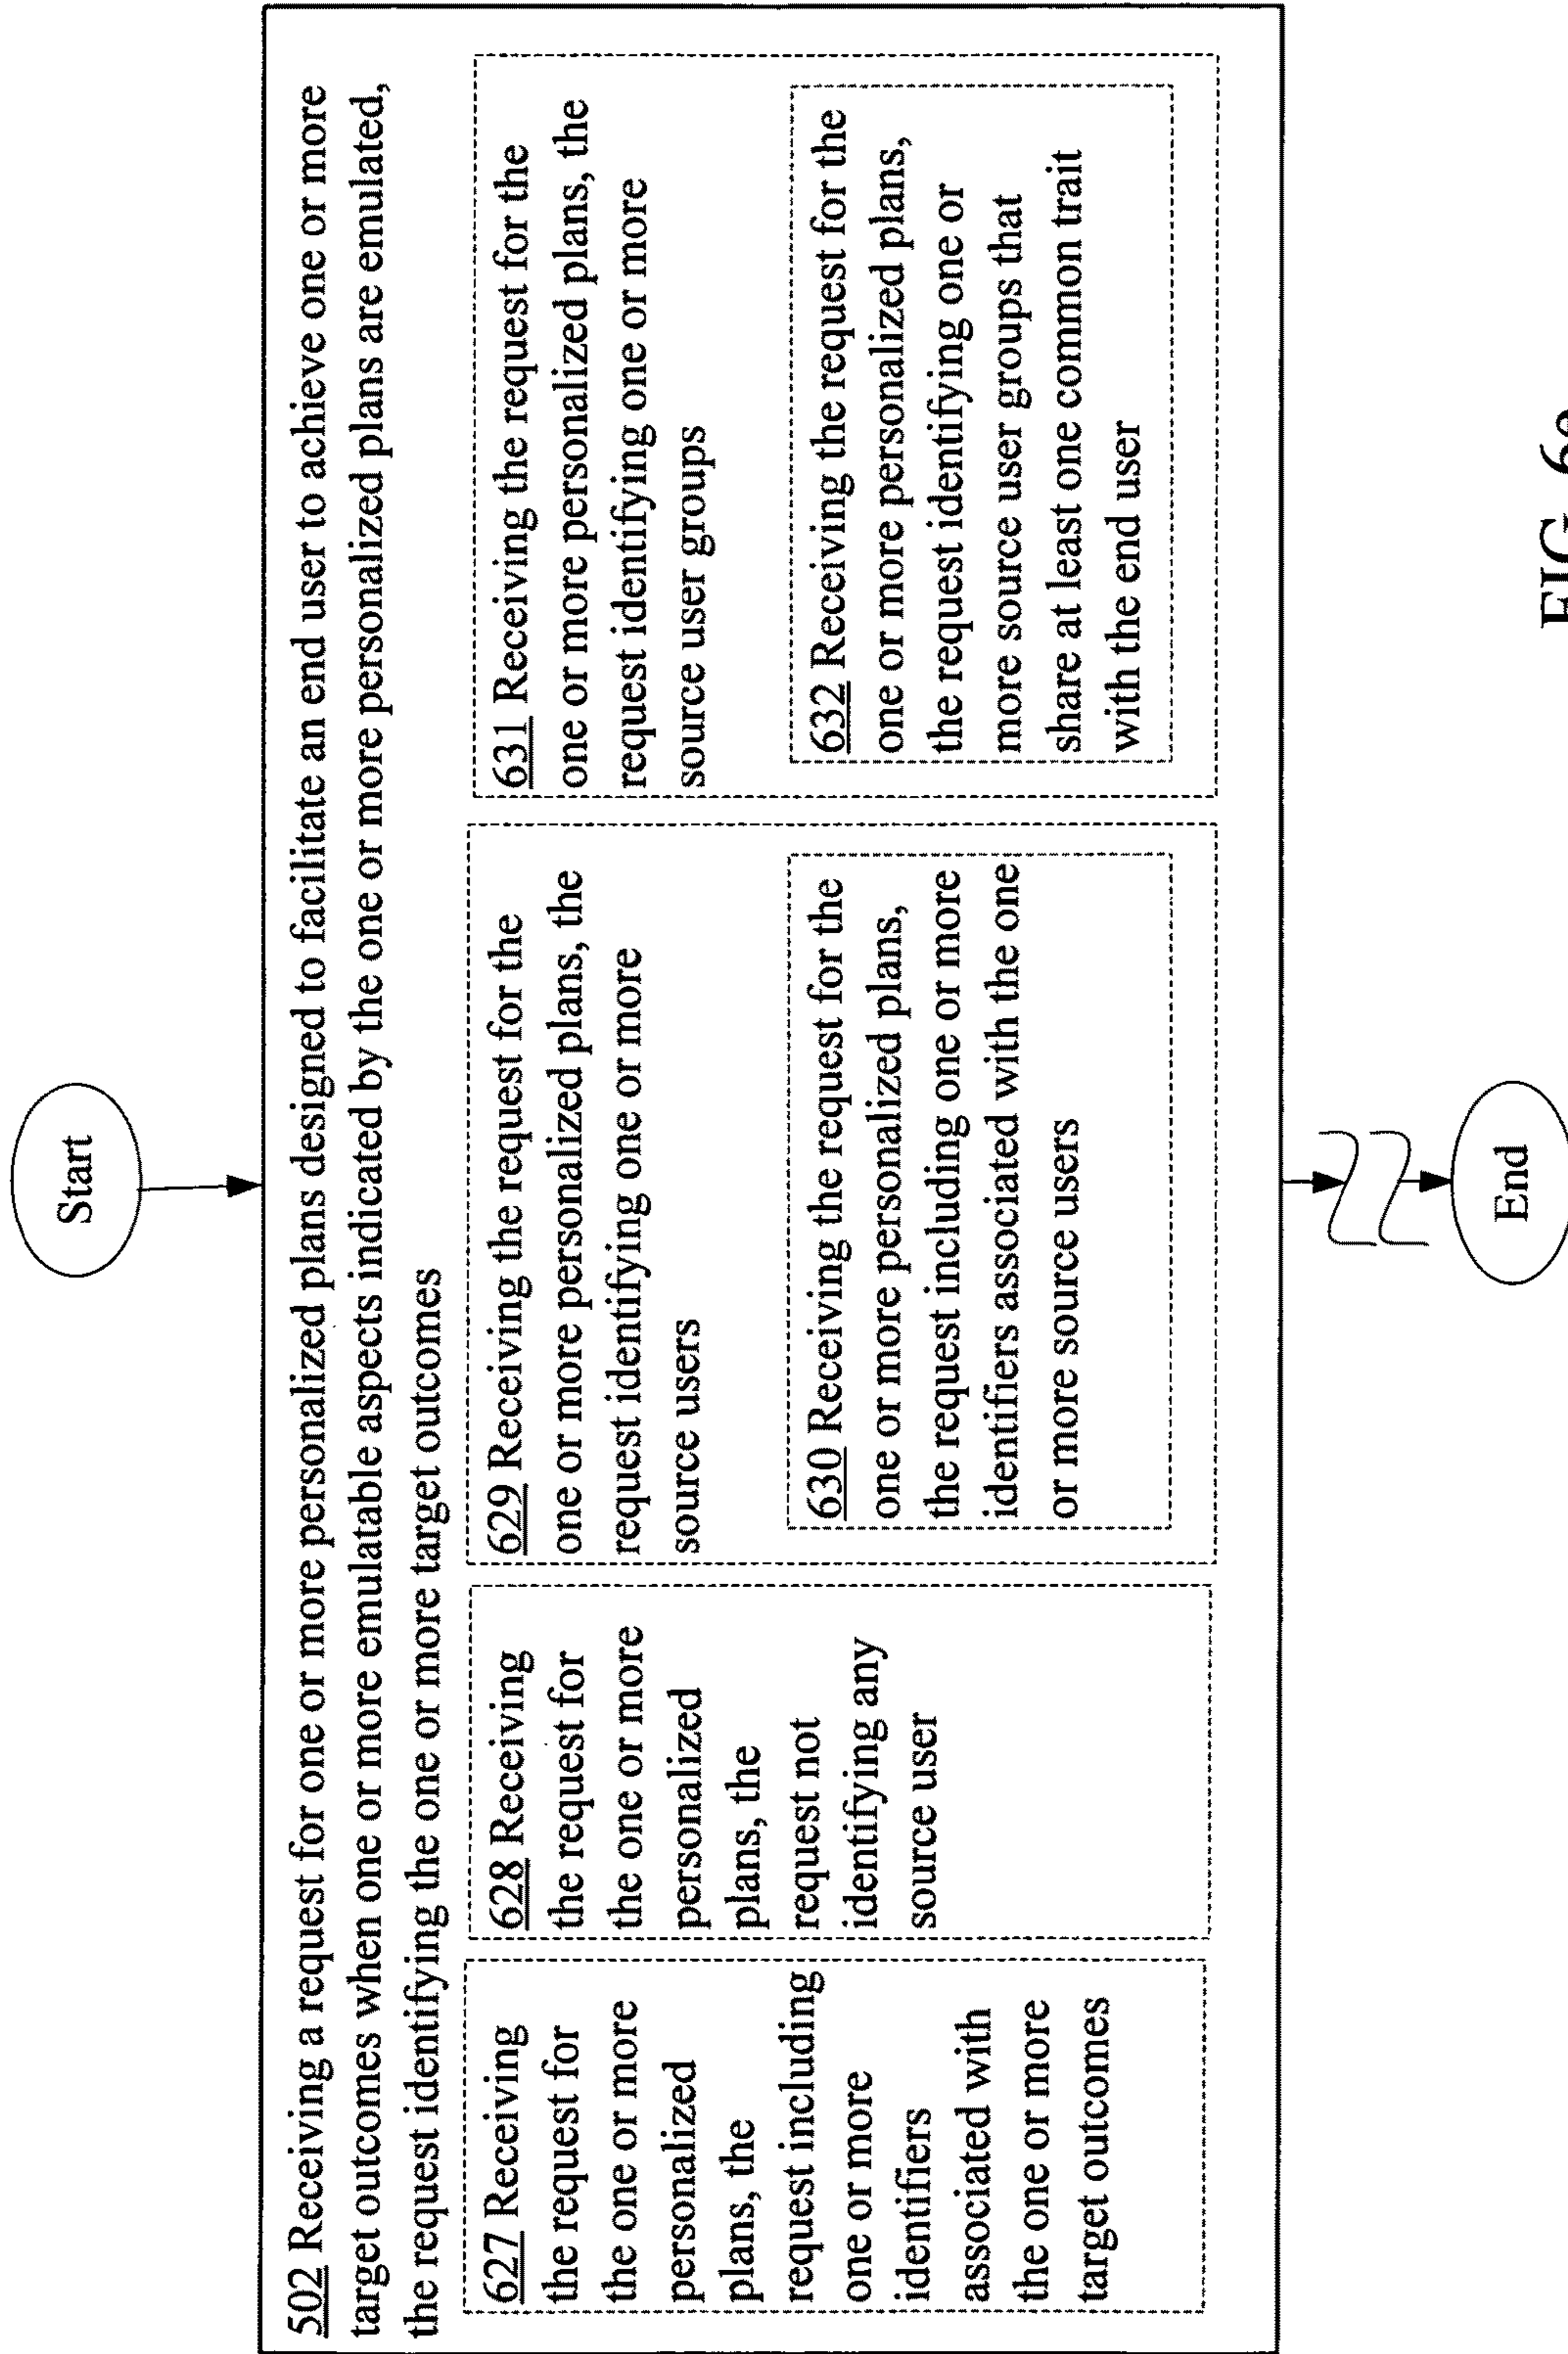 Start
502 Receiving a request for one or more personalized plans designed to facilitate an end user to achieve one or more
target outcomes when one or more emulatable aspects indicated by the one or more personalized plans are emulated,
the request identifying the one or more target outcomes
627 Receiving
the request for
the one or more
personalized
plans, the
request including
one or more
identifiers
associated with
the one or more
target outcomes
628 Receiving
the request for
the one or more
personalized
plans, the
request not
identifying any
source user
629 Receiving the request for the
one or more personalized plans, the
request identifying one or more
source users
630 Receiving the request for the
one or more personalized plans,
the request including one or more
identifiers associated with the one
or more source users
631 Receiving the request for the
one or more personalized plans, the
request identifying one or more
source user groups
632 Receiving the request for the
one or more personalized plans,
the request identifying one or
more source user groups that
share at least one common trait
with the end user
End
FIG.